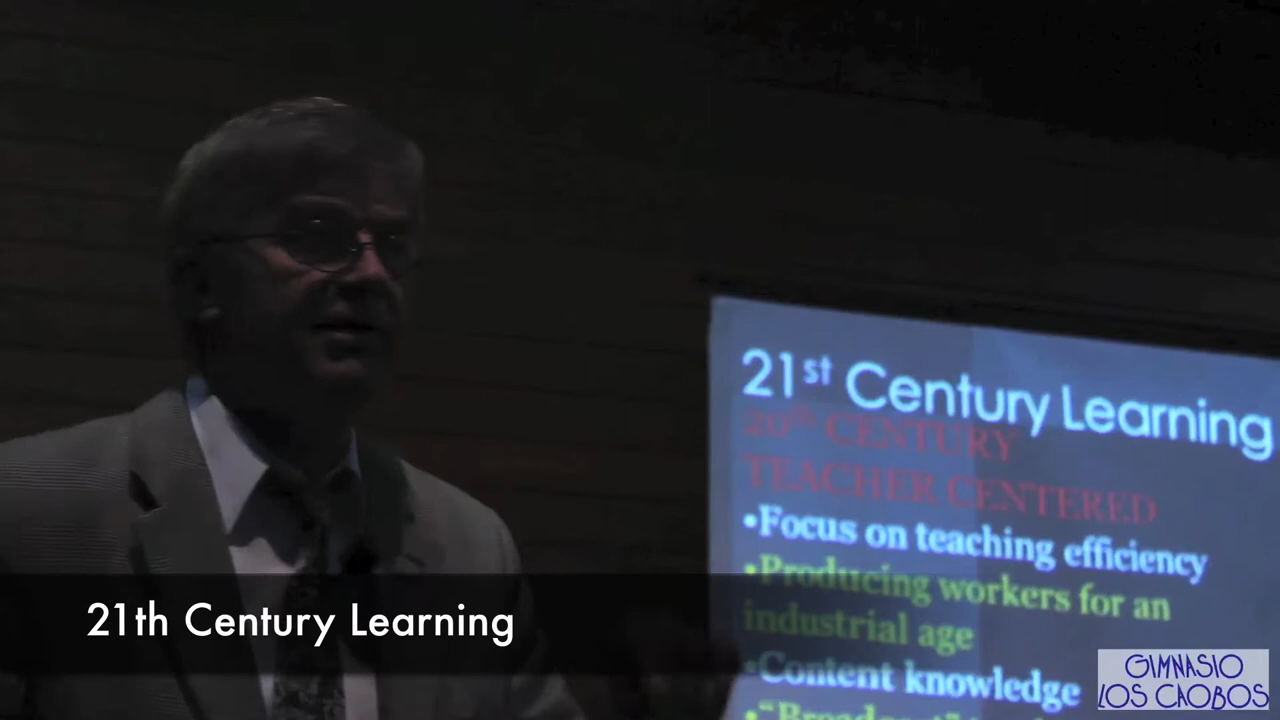 21st Century Learning
20th CENTURY
TEACHER CENTERED
•Focus on teaching efficiency
•Producing workers for an
industrial age
•Content knowledge
21th Century Learning
GIMNASIO
LOS CAOBOS